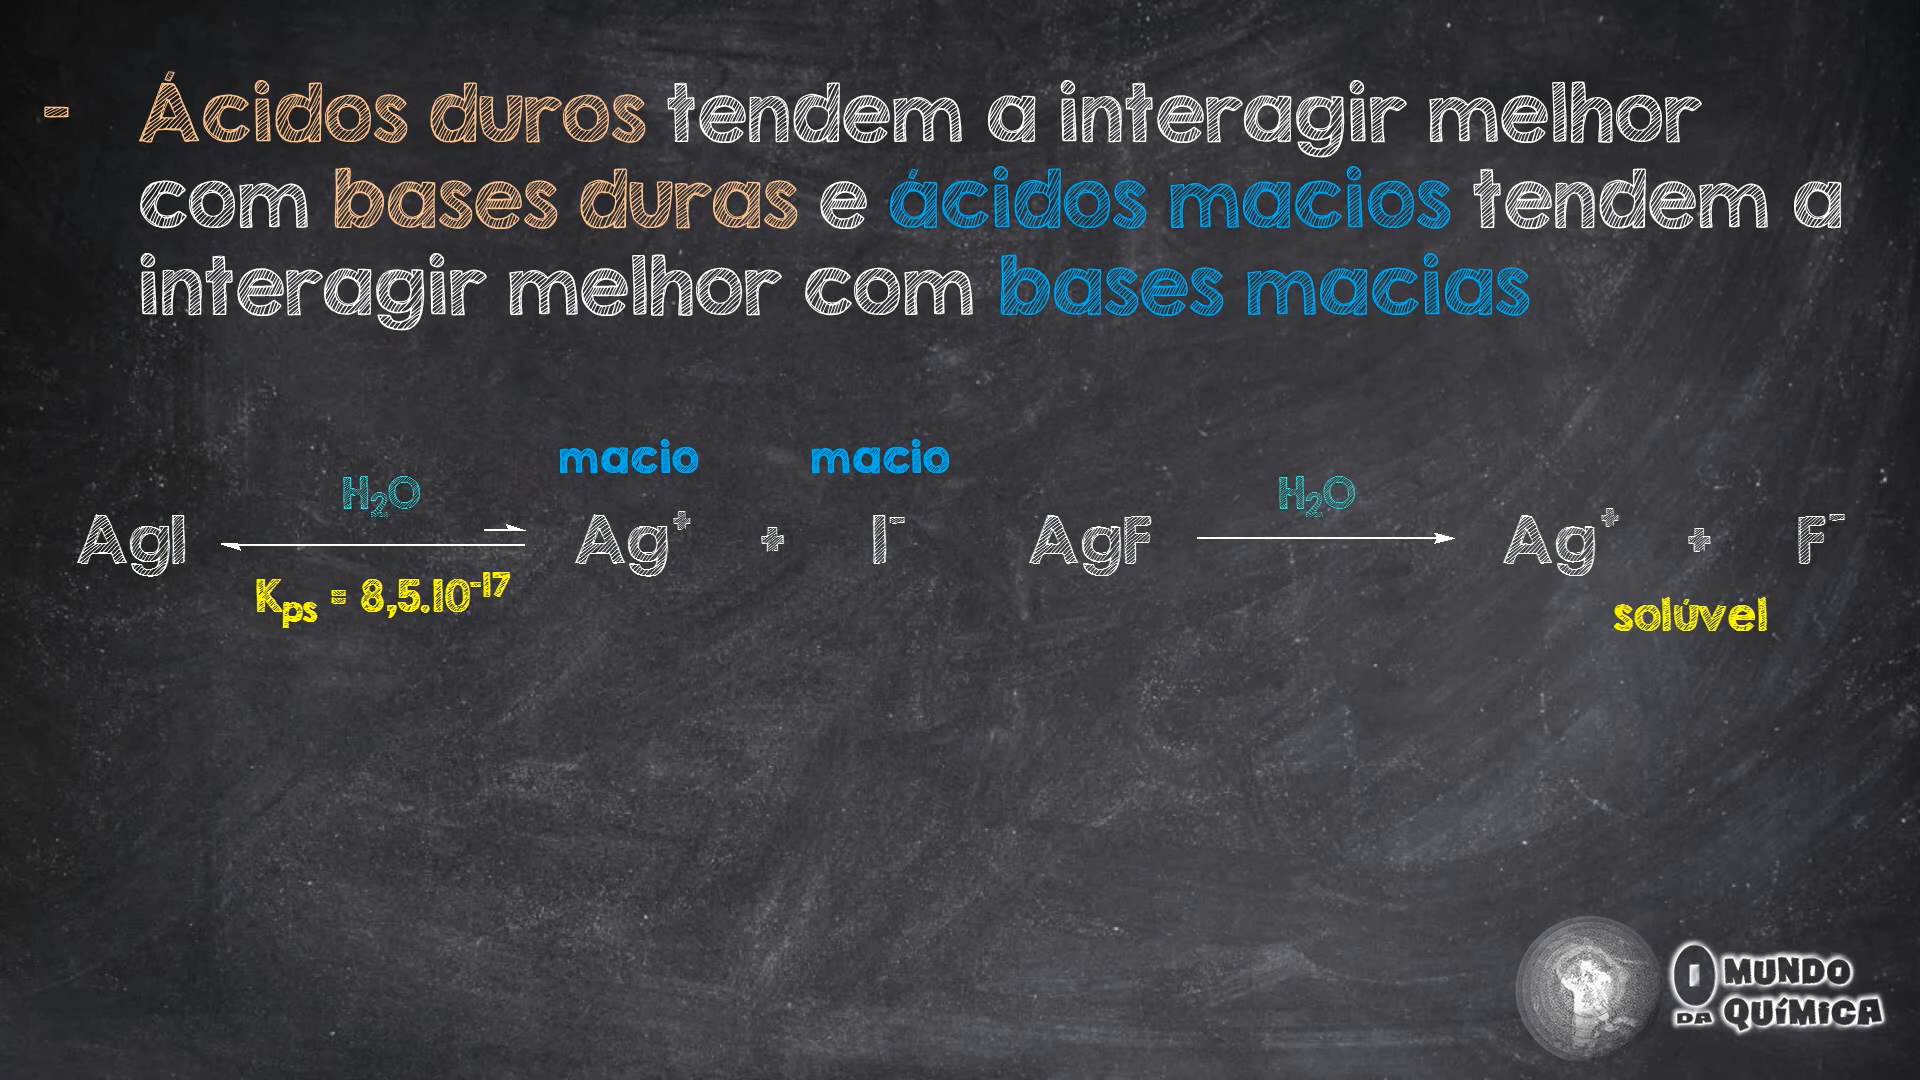 - Ácidos duros tendem a interagir melhor
com bases duras e ácidos macios tendem a
interagir melhor com bases macias
macio macio
H₂O H₂O
AgI Ag⁺ + I⁻ AgF Ag⁺ + F⁻
Kps = 8,5.10⁻¹⁷
solúvel
O MUNDO
DA QUÍMICA